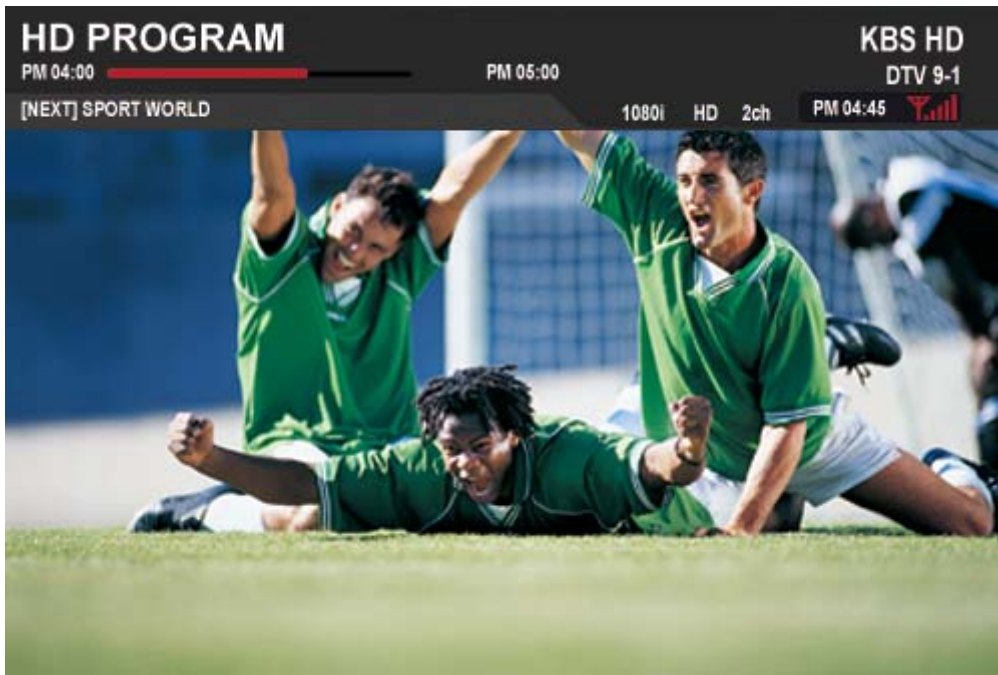 HD PROGRAM
KBS HD
PM 04:00 PM 05:00
DTV 9-1
[NEXT] SPORT WORLD
1080i HD 2ch PM 04:45